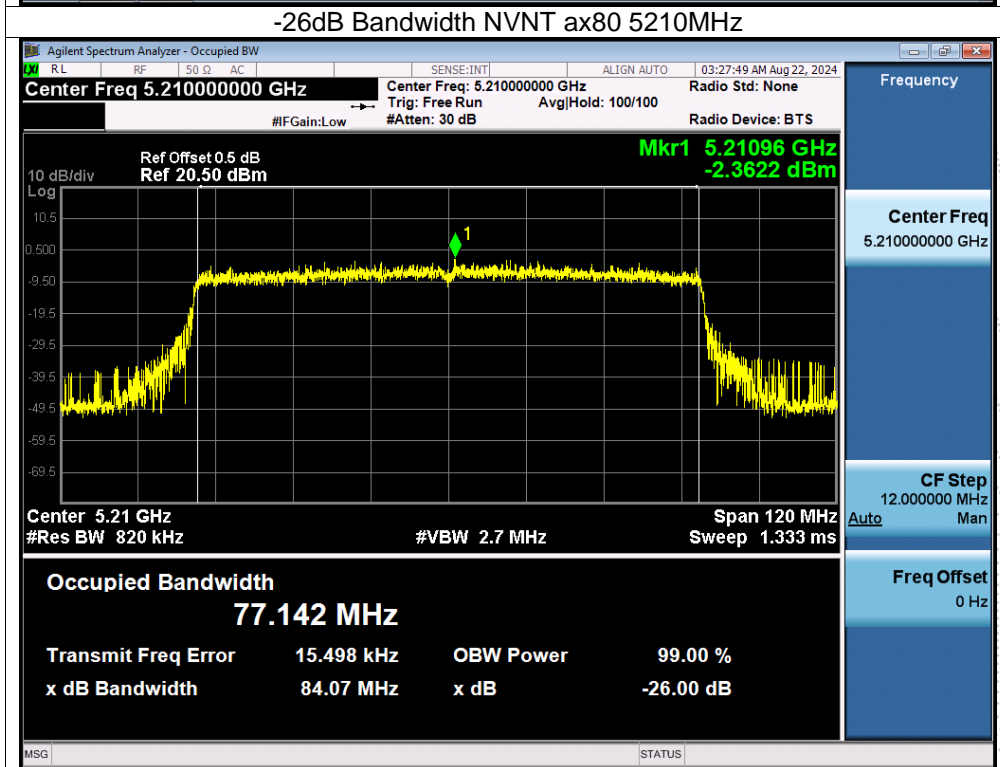 -26dB Bandwidth NVNT ax80 5210MHz
Agilent Spectrum Analyzer - Occupied BW
LXI RL RF 50 Ω AC SENSE:INT ALIGN AUTO 03:27:49 AM Aug 22, 2024
Center Freq 5.210000000 GHz Center Freq: 5.210000000 GHz Radio Std: None Frequency
Trig: Free Run Avg|Hold: 100/100
#IFGain:Low #Atten: 30 dB Radio Device: BTS
Mkr1 5.21096 GHz
Ref Offset 0.5 dB
10 dB/div Ref 20.50 dBm -2.3622 dBm
Log
10.5
0.500
-9.50
-19.5
-29.5
-39.5
-49.5
-59.5
-69.5
1
Center Freq
5.210000000 GHz
CF Step
12.000000 MHz
Auto Man
Center 5.21 GHz Span 120 MHz
#Res BW 820 kHz #VBW 2.7 MHz Sweep 1.333 ms
Freq Offset
0 Hz
Occupied Bandwidth
77.142 MHz
Transmit Freq Error 15.498 kHz OBW Power 99.00 %
x dB Bandwidth 84.07 MHz x dB -26.00 dB
MSG STATUS